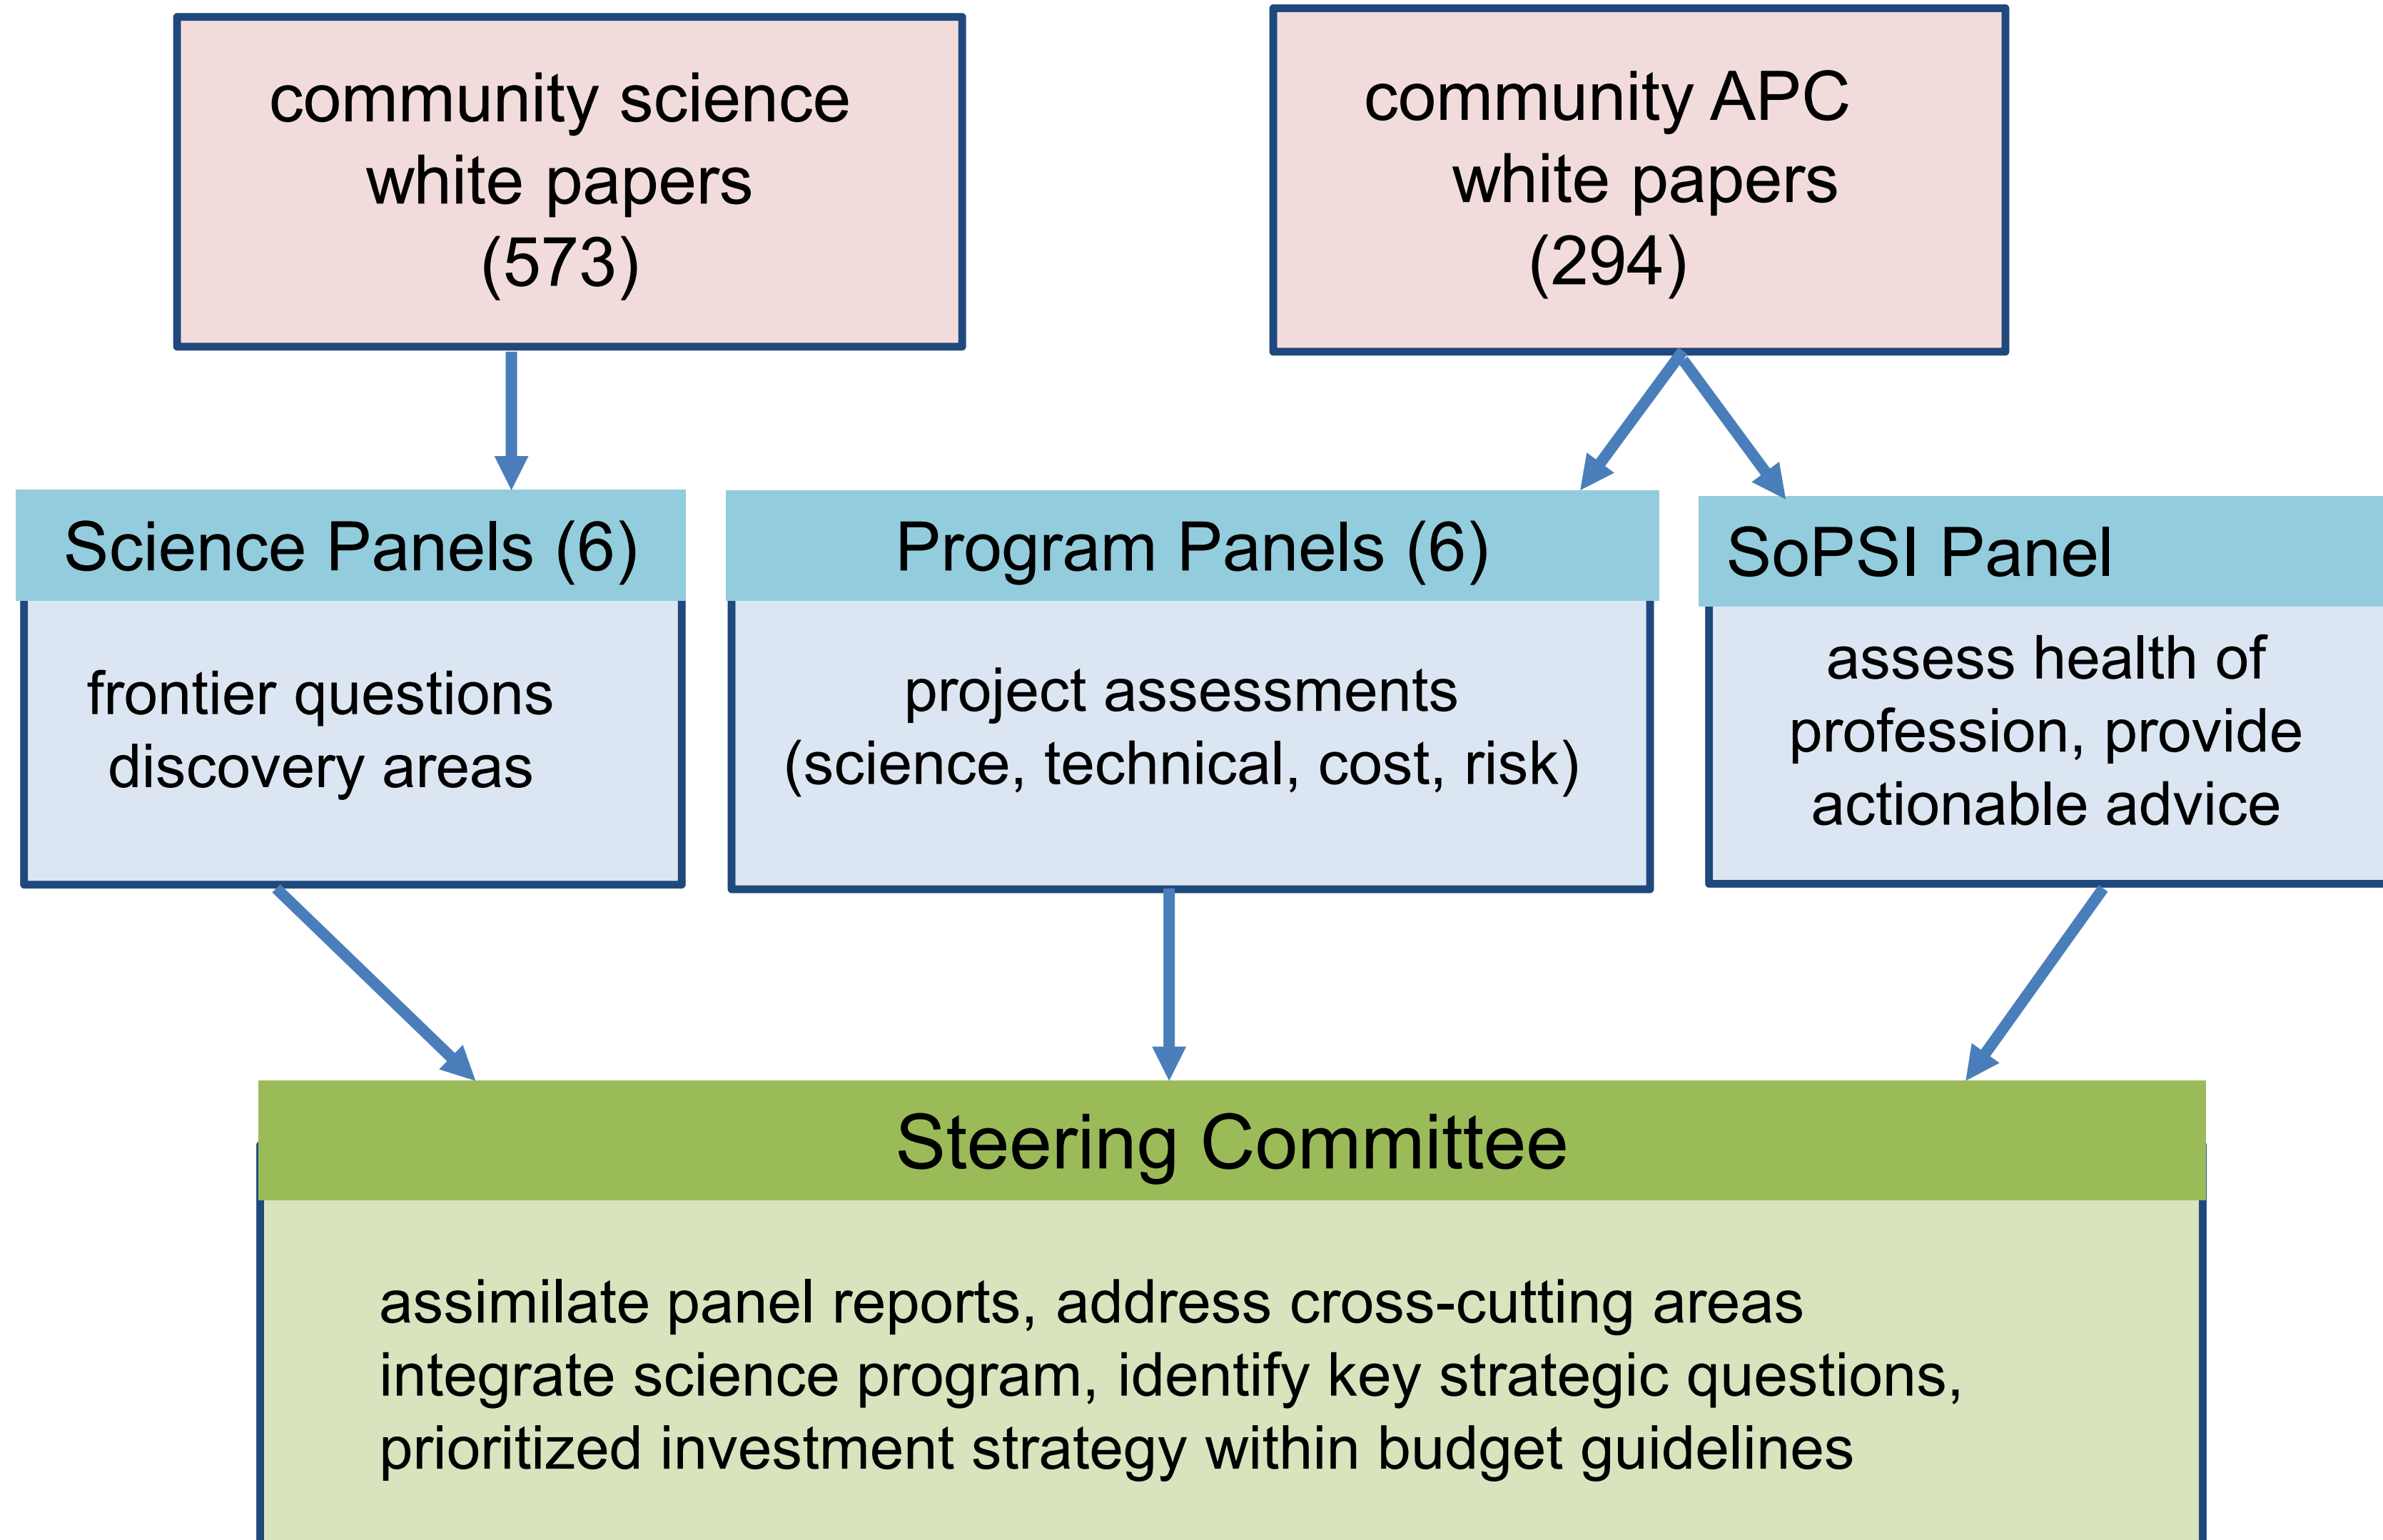 community science
white papers
(573)
community APC
white papers
(294)
Science Panels (6)
frontier questions
discovery areas
Program Panels (6)
project assessments
(science, technical, cost, risk)
SoPSI Panel
assess health of
profession, provide
actionable advice
Steering Committee
assimilate panel reports, address cross-cutting areas
integrate science program, identify key strategic questions,
prioritized investment strategy within budget guidelines